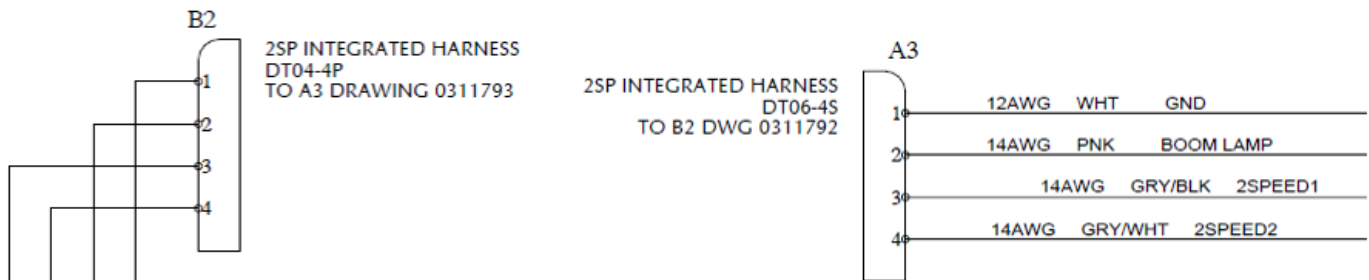 B2
2SP INTEGRATED HARNESS
DT04-4P
TO A3 DRAWING 0311793
1
2
3
4
A3
2SP INTEGRATED HARNESS
DT06-4S
TO B2 DWG 0311792
1 12AWG WHT GND
2 14AWG PNK BOOM LAMP
3 14AWG GRY/BLK 2SPEED1
4 14AWG GRY/WHT 2SPEED2